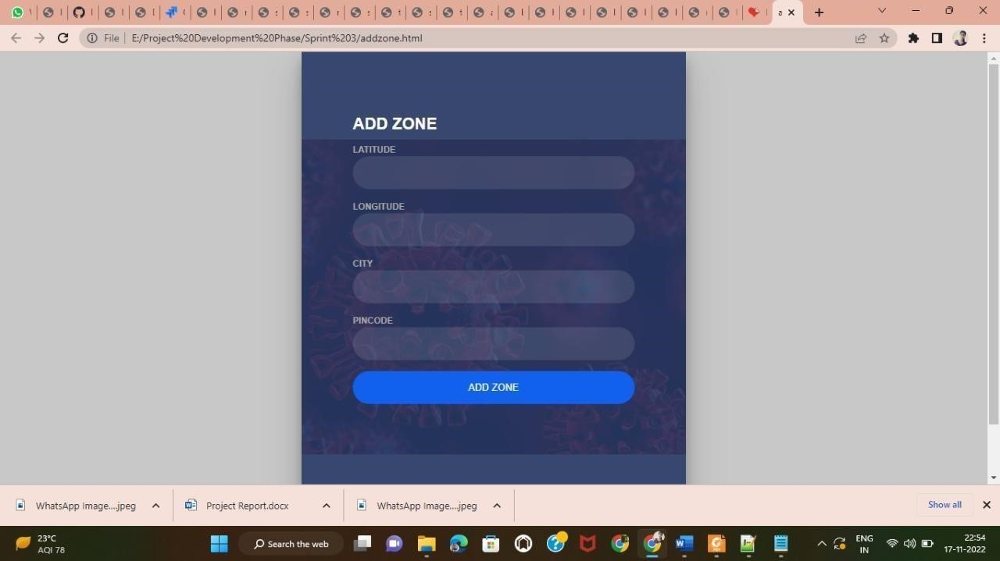 File
E:/Project%20Development%20Phase/Sprint%203/addzone.html
ADD ZONE
LATITUDE
LONGITUDE
CITY
PINCODE
ADD ZONE
WhatsApp Image....jpeg
Project Report.docx
WhatsApp Image....jpeg
Show all
23°C
AQI 78
Search the web
ENG
IN
22:54
17-11-2022